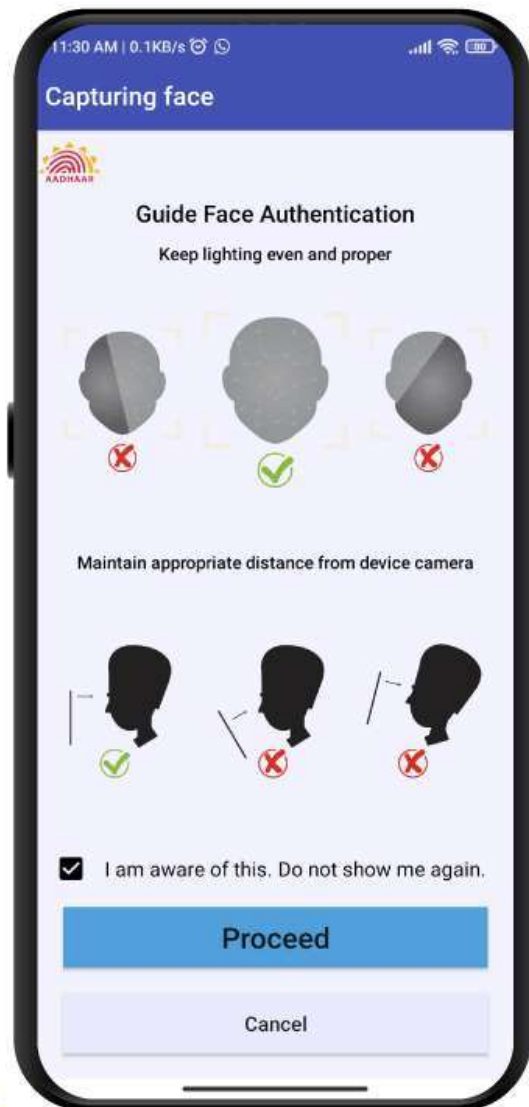 11:30 AM | 0.1KB/s
80
Capturing face
AADHAAR
Guide Face Authentication
Keep lighting even and proper
Maintain appropriate distance from device camera
I am aware of this. Do not show me again.
Proceed
Cancel